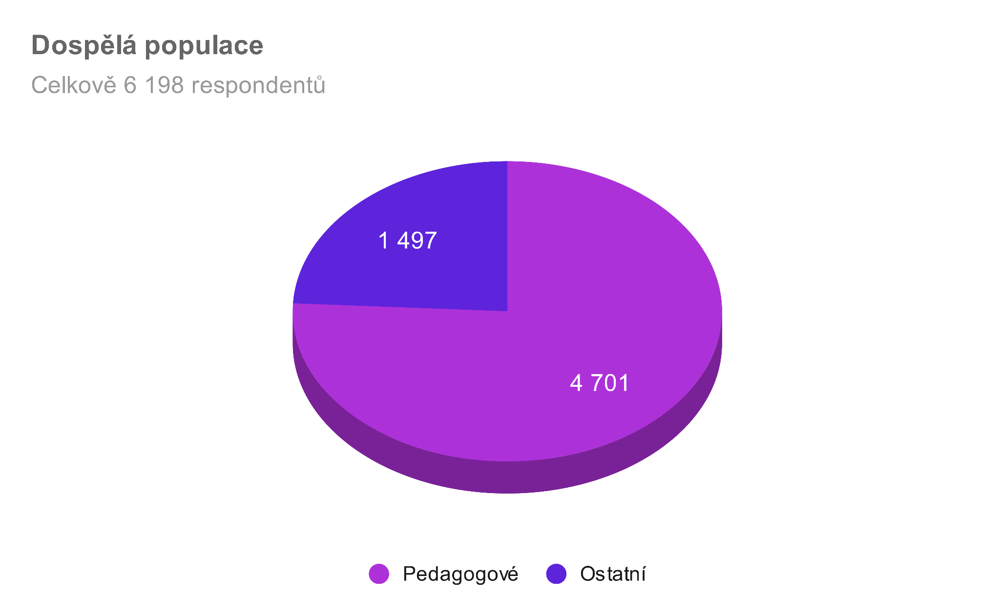 Dospělá populace
Celkově 6 198 respondentů
1 497
4 701
Pedagogové
Ostatní